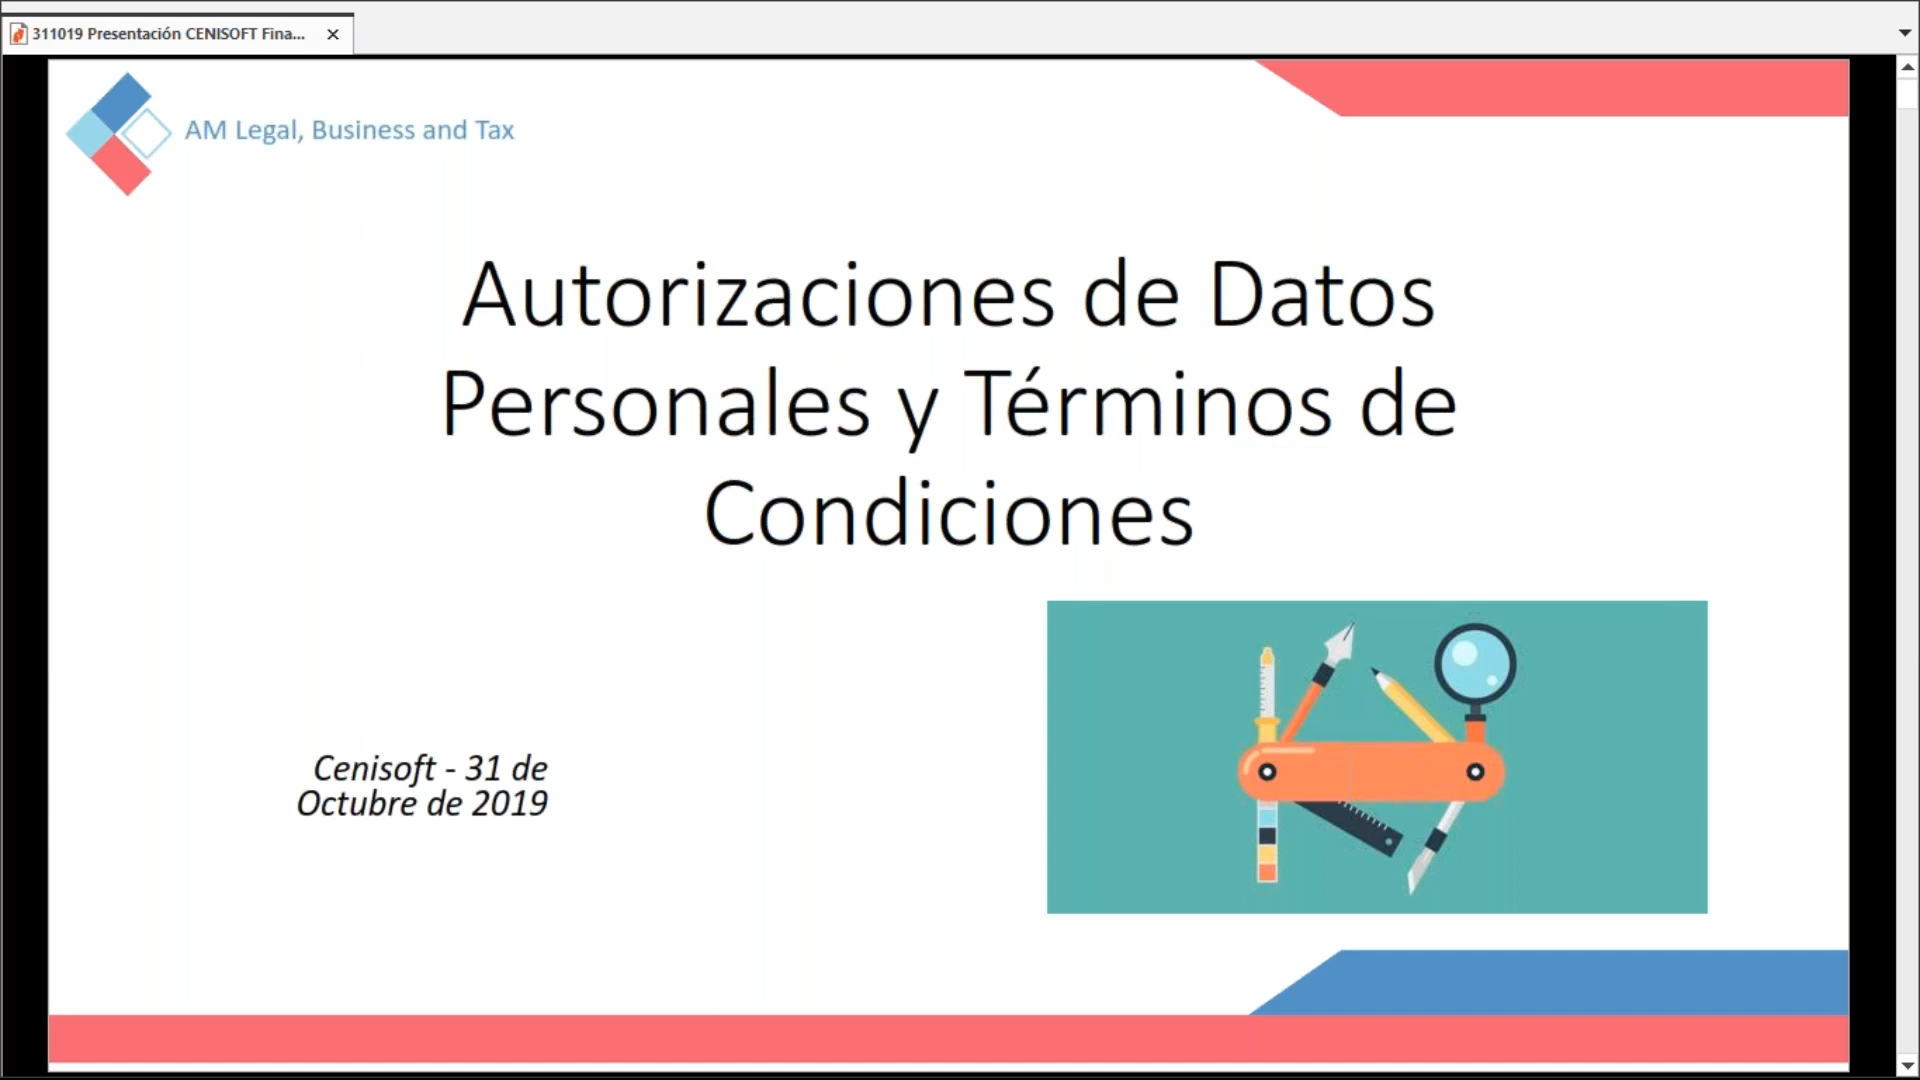 311019 Presentación CENISOFT Fina...
AM Legal, Business and Tax
Autorizaciones de Datos
Personales y Términos de
Condiciones
Cenisoft - 31 de
Octubre de 2019